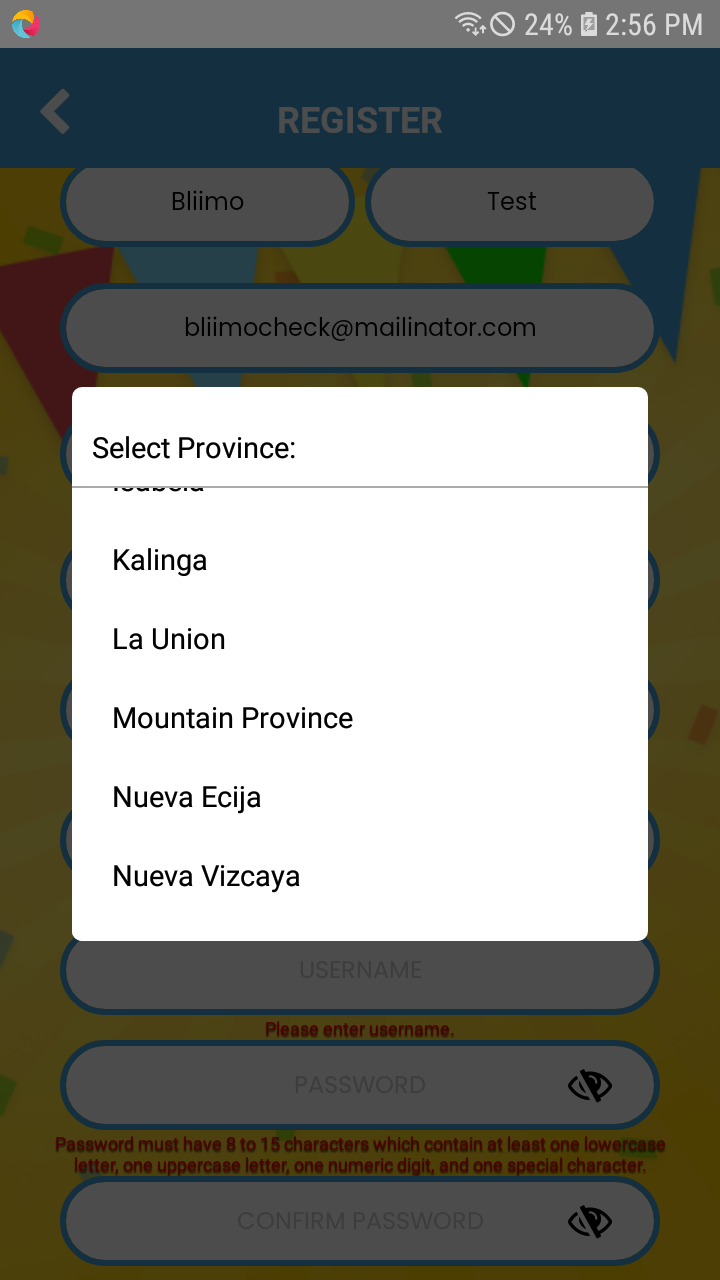 24% 2:56 PM
REGISTER
Bliimo Test
bliimocheck@mailinator.com
Select Province:
Kalinga
La Union
Mountain Province
Nueva Ecija
Nueva Vizcaya
USERNAME
Please enter username.
PASSWORD
Password must have 8 to 15 characters which contain at least one lowercase
letter, one uppercase letter, one numeric digit, and one special character.
CONFIRM PASSWORD